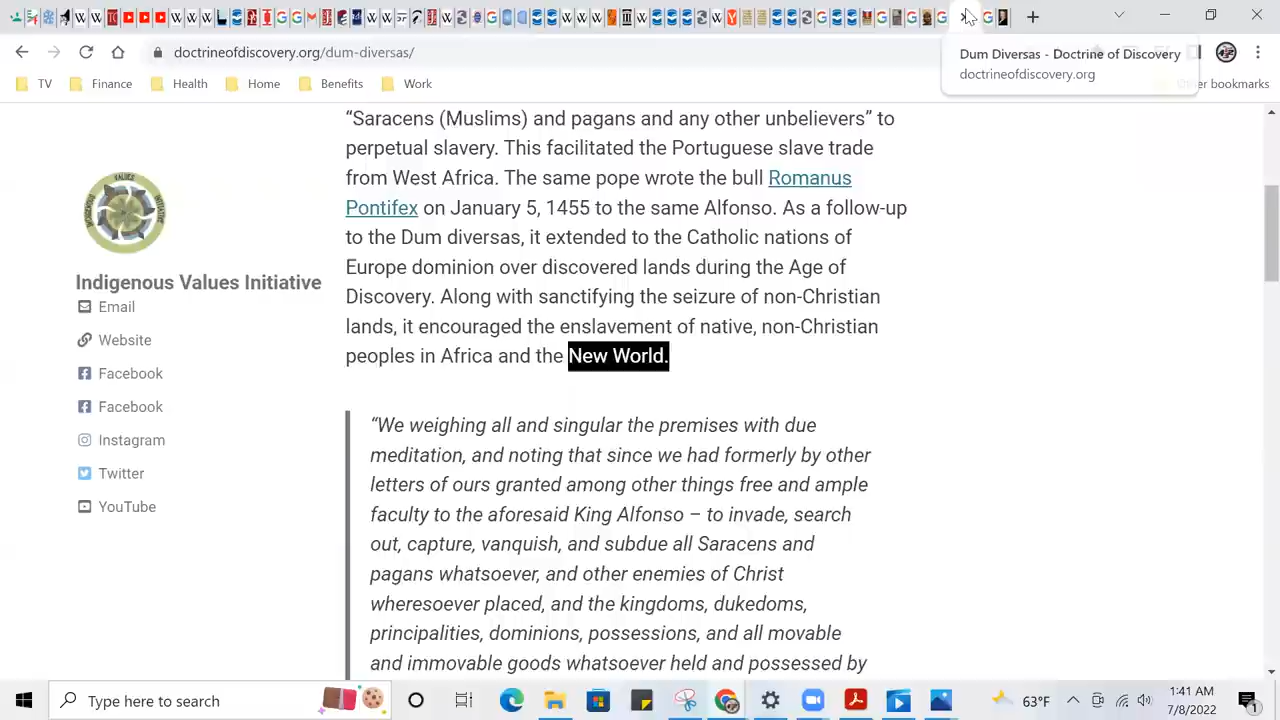 doctrineofdiscovery.org/dum-diversas/
Dum Diversas - Doctrine of Discovery
doctrineofdiscovery.org
TV
Finance
Health
Home
Benefits
Work
er bookmarks
“Saracens (Muslims) and pagans and any other unbelievers” to
perpetual slavery. This facilitated the Portuguese slave trade
from West Africa. The same pope wrote the bull Romanus
Pontifex on January 5, 1455 to the same Alfonso. As a follow-up
to the Dum diversas, it extended to the Catholic nations of
Europe dominion over discovered lands during the Age of
Discovery. Along with sanctifying the seizure of non-Christian
lands, it encouraged the enslavement of native, non-Christian
peoples in Africa and the New World.
INDIGENOUS VALUES INITIATIVE
Indigenous Values Initiative
Email
Website
Facebook
Facebook
Instagram
Twitter
YouTube
“We weighing all and singular the premises with due
meditation, and noting that since we had formerly by other
letters of ours granted among other things free and ample
faculty to the aforesaid King Alfonso – to invade, search
out, capture, vanquish, and subdue all Saracens and
pagans whatsoever, and other enemies of Christ
wheresoever placed, and the kingdoms, dukedoms,
principalities, dominions, possessions, and all movable
and immovable goods whatsoever held and possessed by
Type here to search
63°F
1:41 AM
7/8/2022
1